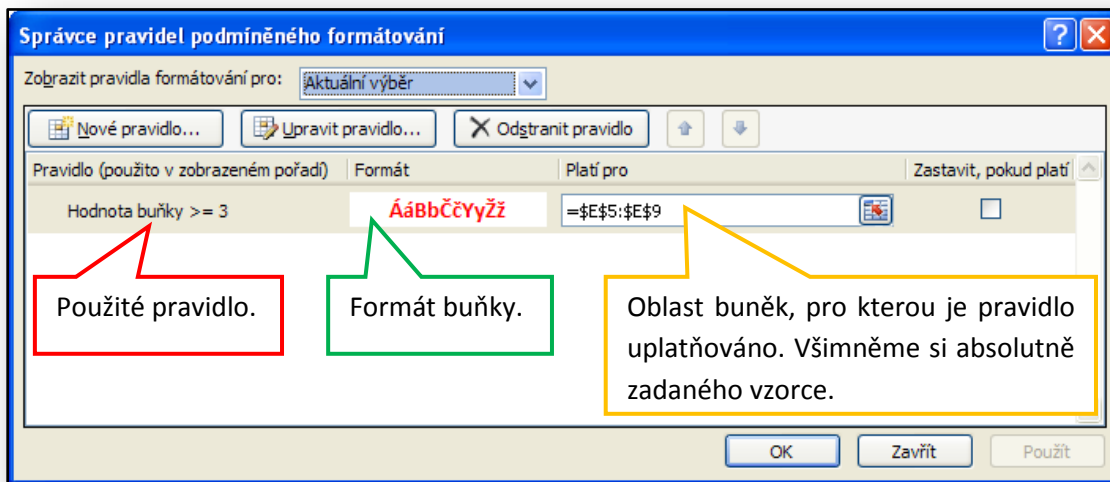 Správce pravidel podmíněného formátování
Zobrazit pravidla formátování pro: Aktuální výběr
Nové pravidlo... Upravit pravidlo... Odstranit pravidlo
Pravidlo (použito v zobrazeném pořadí) Formát Platí pro Zastavit, pokud platí
Hodnota buňky >= 3 ÁáBbČčYyŽž =$E$5:$E$9
Použité pravidlo.
Formát buňky.
Oblast buněk, pro kterou je pravidlo
uplatňováno. Všimněme si absolutně
zadaného vzorce.
OK Zavřít Použít